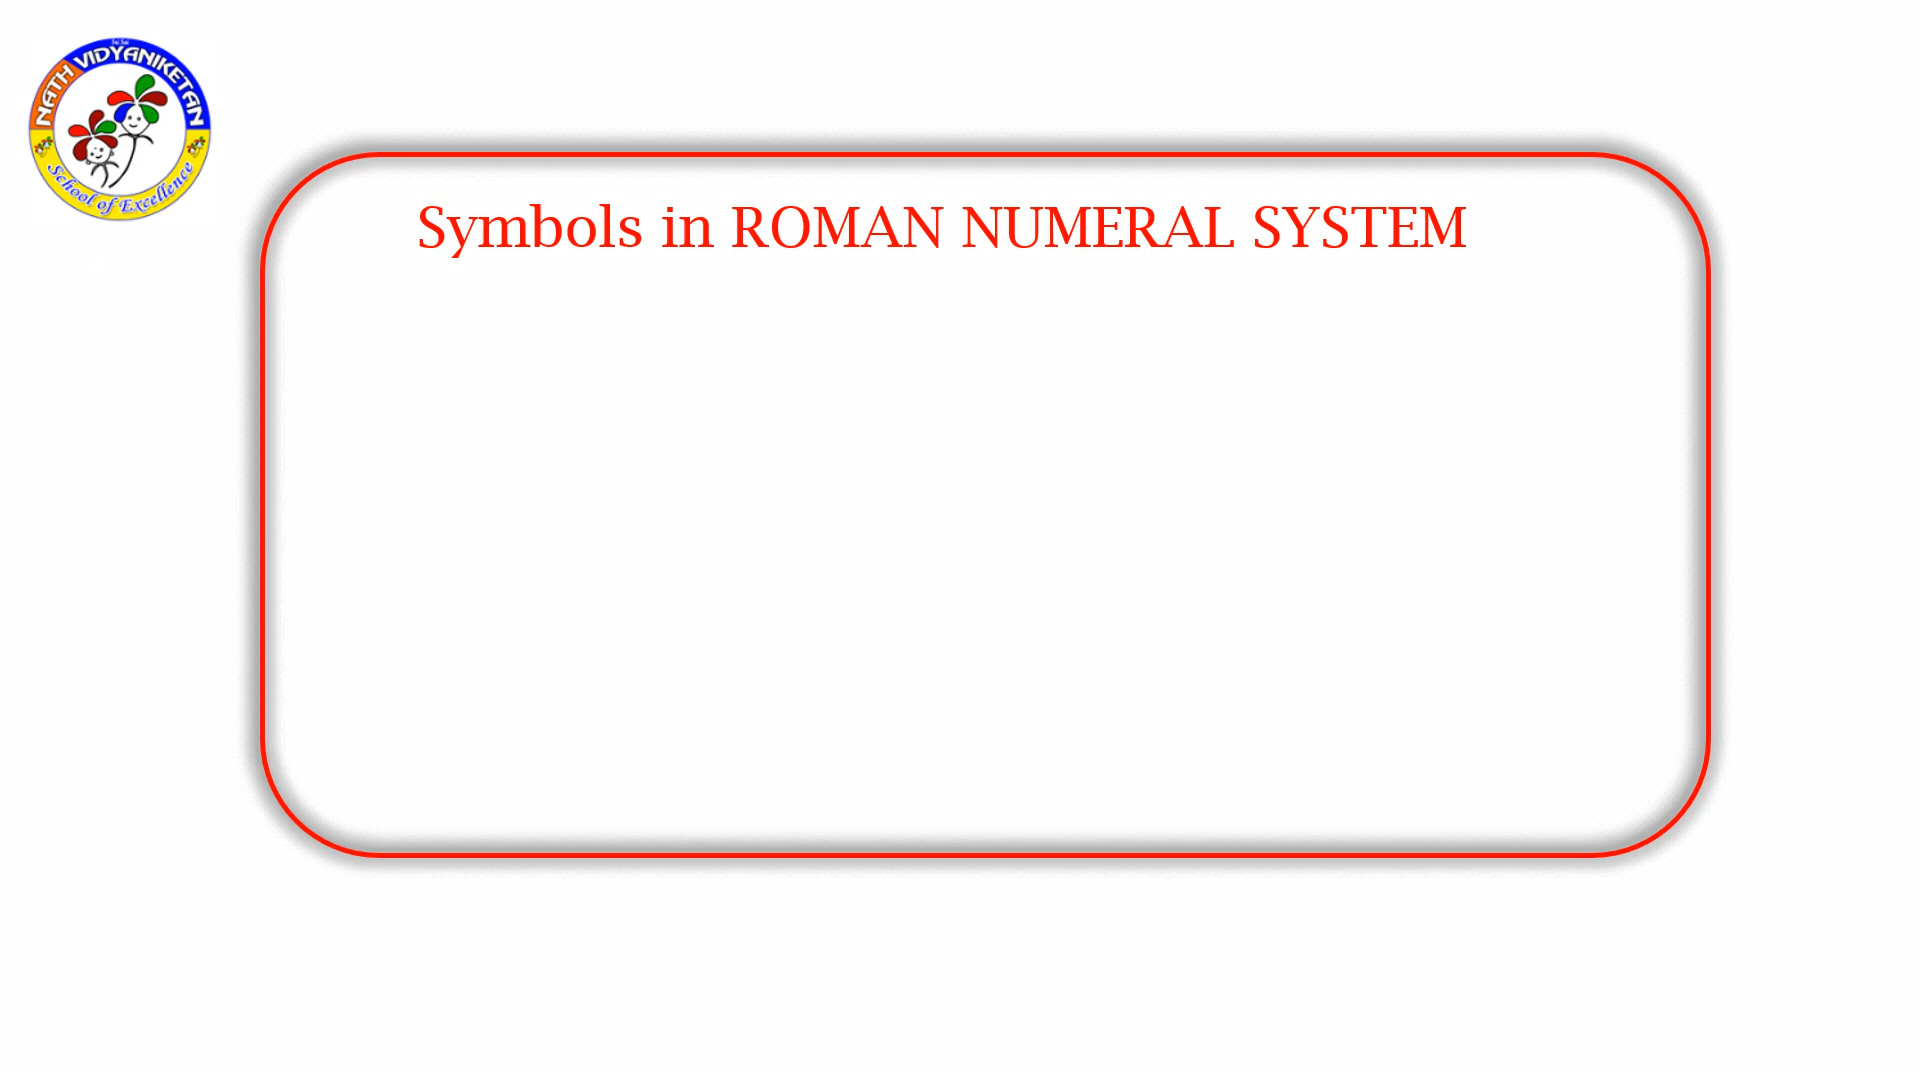 NATH VIDYANIKETAN
School of Excellence
Symbols in ROMAN NUMERAL SYSTEM